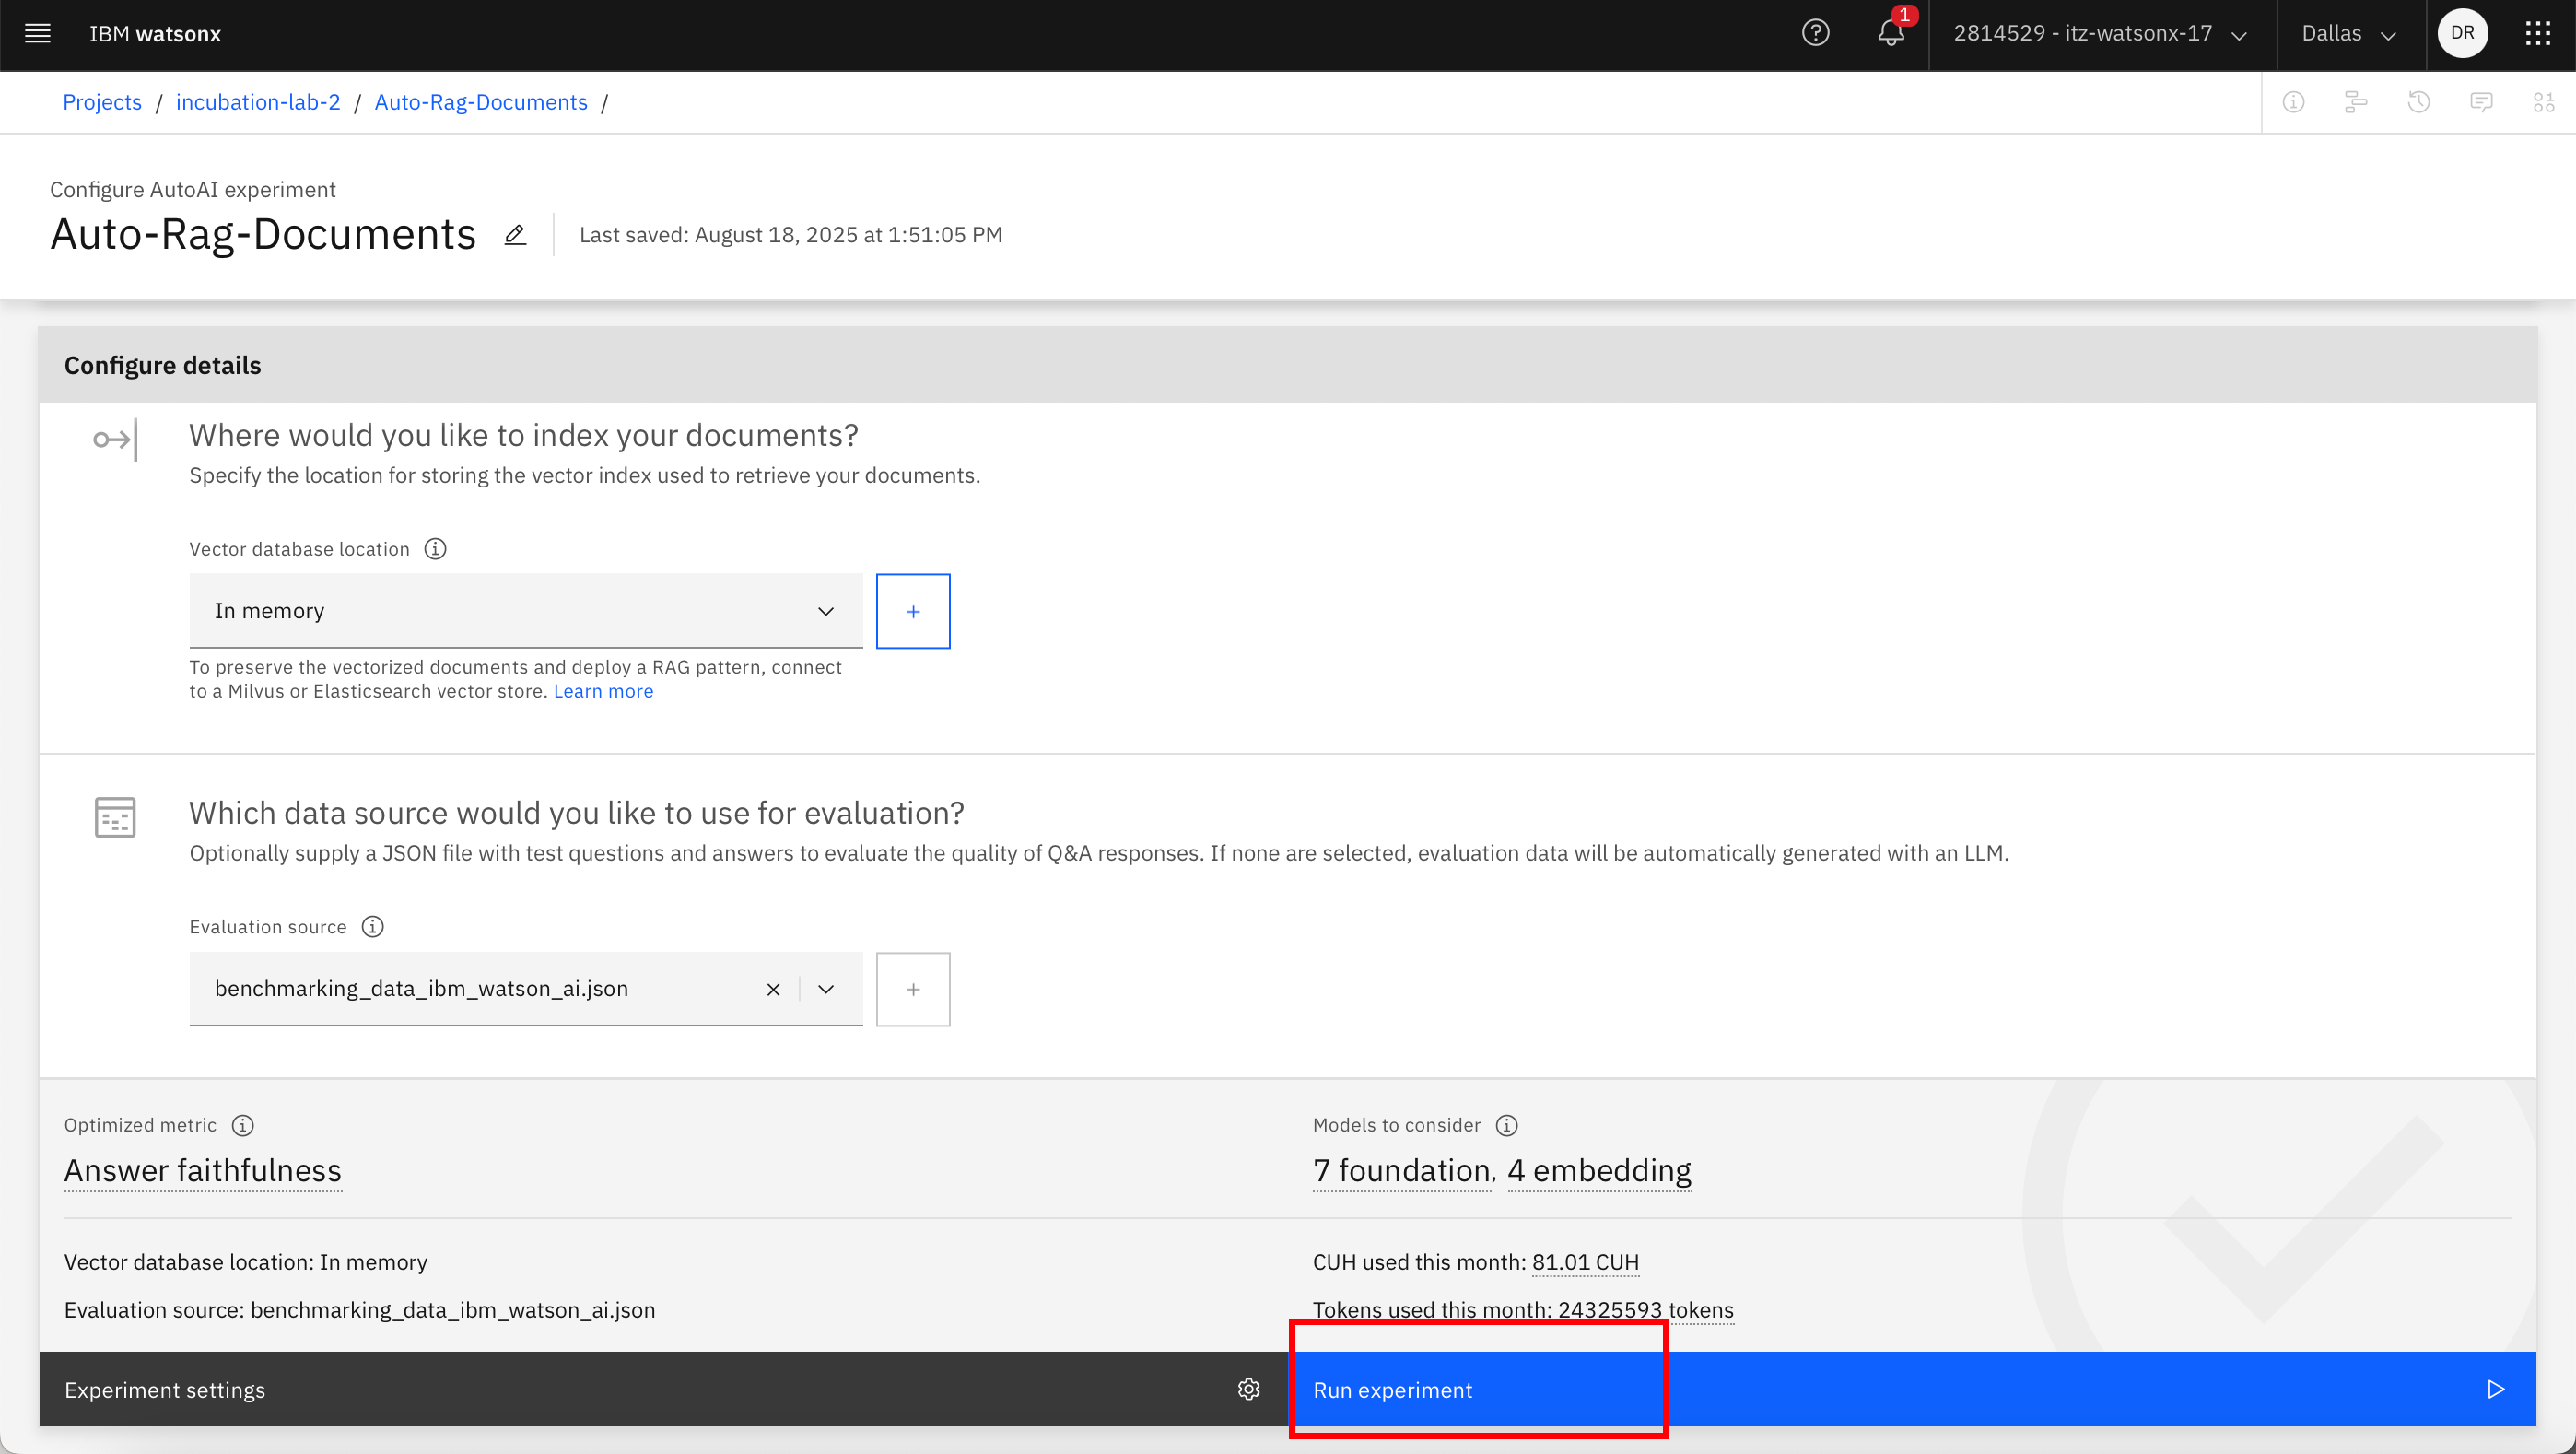 IBM watsonx
1
2814529 - itz-watsonx-17
Dallas
DR
Projects / incubation-lab-2 / Auto-Rag-Documents /
Configure AutoAI experiment
Auto-Rag-Documents
Last saved: August 18, 2025 at 1:51:05 PM
Configure details
Where would you like to index your documents?
Specify the location for storing the vector index used to retrieve your documents.
Vector database location
In memory
To preserve the vectorized documents and deploy a RAG pattern, connect
to a Milvus or Elasticsearch vector store. Learn more
Which data source would you like to use for evaluation?
Optionally supply a JSON file with test questions and answers to evaluate the quality of Q&A responses. If none are selected, evaluation data will be automatically generated with an LLM.
Evaluation source
benchmarking_data_ibm_watson_ai.json
Optimized metric
Answer faithfulness
Models to consider
7 foundation, 4 embedding
Vector database location: In memory
Evaluation source: benchmarking_data_ibm_watson_ai.json
CUH used this month: 81.01 CUH
Tokens used this month: 24325593 tokens
Experiment settings
Run experiment